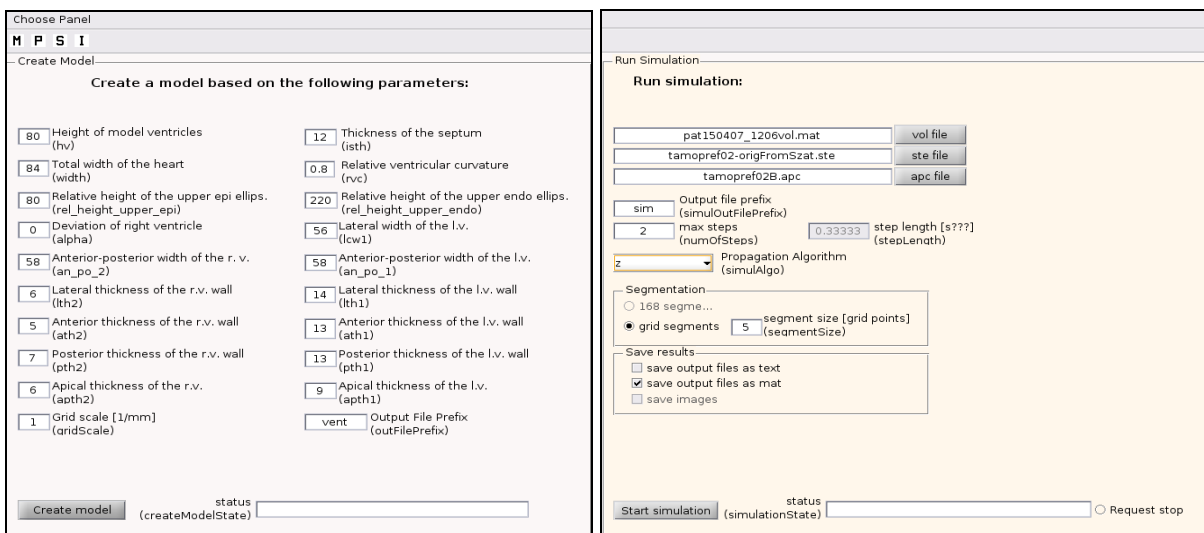 Choose Panel
M P S I
Create Model
Create a model based on the following parameters:
80 Height of model ventricles
(hv)
12 Thickness of the septum
(isth)
84 Total width of the heart
(width)
0.8 Relative ventricular curvature
(rvc)
80 Relative height of the upper epi ellips.
(rel_height_upper_epi)
220 Relative height of the upper endo ellips.
(rel_height_upper_endo)
0 Deviation of right ventricle
(alpha)
56 Lateral width of the l.v.
(lcw1)
58 Anterior-posterior width of the r. v.
(an_po_2)
58 Anterior-posterior width of the l.v.
(an_po_1)
6 Lateral thickness of the r.v. wall
(lth2)
14 Lateral thickness of the l.v. wall
(lth1)
5 Anterior thickness of the r.v. wall
(ath2)
13 Anterior thickness of the l.v. wall
(ath1)
7 Posterior thickness of the r.v. wall
(pth2)
13 Posterior thickness of the l.v. wall
(pth1)
6 Apical thickness of the r.v.
(apth2)
9 Apical thickness of the l.v.
(apth1)
1 Grid scale [1/mm]
(gridScale)
vent Output File Prefix
(outFilePrefix)
Create model
status
(createModelState)
Run Simulation
Run simulation:
pat150407_1206vol.mat vol file
tamopref02-origFromSzat.ste ste file
tamopref02B.apc apc file
sim Output file prefix
(simulOutFilePrefix)
2 max steps
(numOfSteps)
0.33333 step length [s???]
(stepLength)
z Propagation Algorithm
(simulAlgo)
Segmentation
168 segme...
grid segments 5 segment size [grid points]
(segmentSize)
Save results
save output files as text
save output files as mat
save images
Start simulation
status
(simulationState)
Request stop